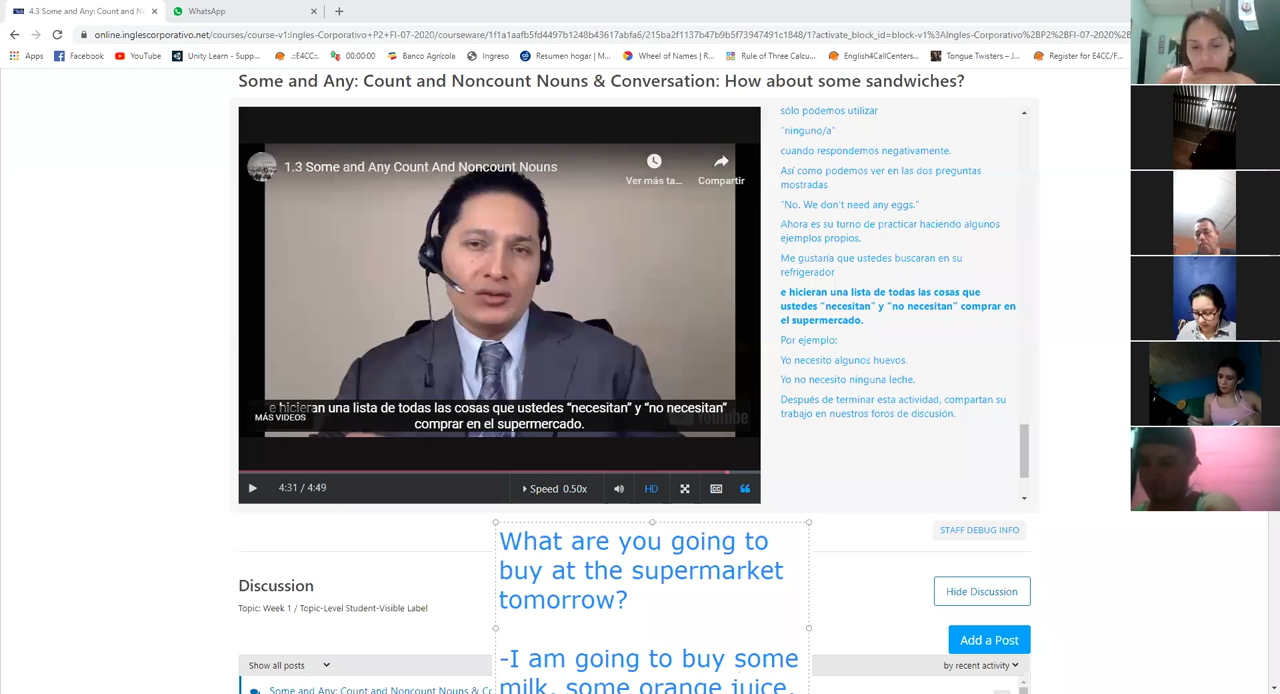 4.3 Some and Any: Count and No
WhatsApp
online.inglescorporativo.net/courses/course-v1:Ingles-Corporativo+P2+FI-07-2020/courseware/1f1a1aafb5f04497b1248b43617abfa6/215ba2f1137b47b9b5f73947491c1848/1?activate_block_id=block-v1%3AIngles-Corporativo%2BP2%2BFI-07-2020%2B
Apps
Facebook
YouTube
Unity Learn - Supp...
.::E4CC::.
00:00:00
Banco Agrícola
Ingreso
Resumen hogar | M...
Wheel of Names | R...
Rule of Three Calcu...
English4CallCenters...
Tongue Twisters – J...
Register for E4CC/F...
Some and Any: Count and Noncount Nouns & Conversation: How about some sandwiches?
1.3 Some and Any Count And Noncount Nouns
Ver más ta...
Compartir
e hicieran una lista de todas las cosas que ustedes “necesitan” y “no necesitan”
comprar en el supermercado.
MÁS VIDEOS
YouTube
4:31 / 4:49
Speed 0.50x
HD
sólo podemos utilizar
“ninguno/a”
cuando respondemos negativamente.
Así como podemos ver en las dos preguntas
mostradas
“No. We don’t need any eggs.”
Ahora es su turno de practicar haciendo algunos
ejemplos propios.
Me gustaría que ustedes buscaran en su
refrigerador
e hicieran una lista de todas las cosas que
ustedes “necesitan” y “no necesitan” comprar en
el supermercado.
Por ejemplo:
Yo necesito algunos huevos.
Yo no necesito ninguna leche.
Después de terminar esta actividad, compartan su
trabajo en nuestros foros de discusión.
STAFF DEBUG INFO
What are you going to
buy at the supermarket
tomorrow?
-I am going to buy some
milk, some orange juice,
Discussion
Topic: Week 1 / Topic-Level Student-Visible Label
Hide Discussion
Add a Post
Show all posts
by recent activity
Some and Any: Count and Noncount Nouns & Co